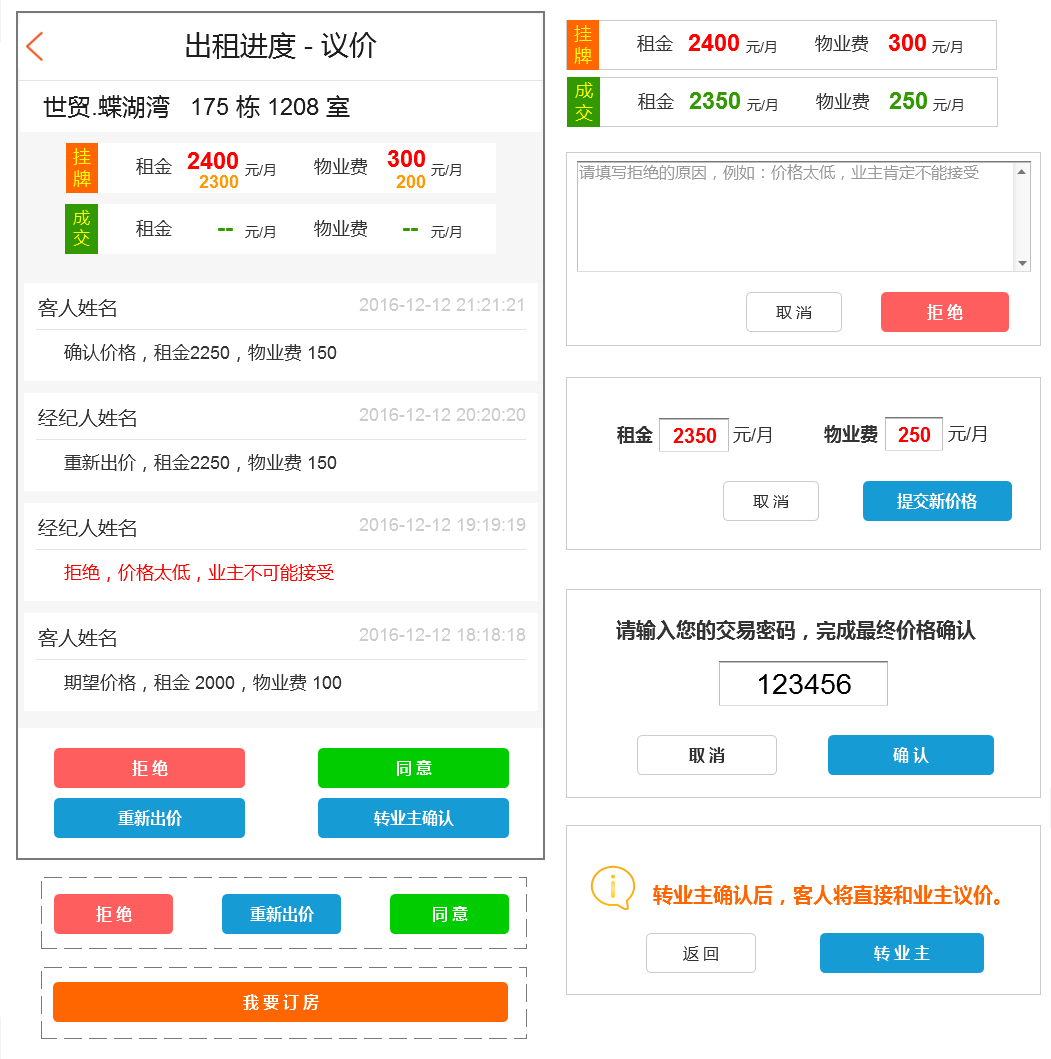 出租进度 - 议价
世贸.蝶湖湾 175 栋 1208 室
挂牌 租金 2400 元/月 物业费 300 元/月
2300 200
成交 租金 -- 元/月 物业费 -- 元/月
客人姓名 2016-12-12 21:21:21
确认价格，租金2250，物业费 150
经纪人姓名 2016-12-12 20:20:20
重新出价，租金2250，物业费 150
经纪人姓名 2016-12-12 19:19:19
拒绝，价格太低，业主不可能接受
客人姓名 2016-12-12 18:18:18
期望价格，租金 2000，物业费 100
拒 绝 同 意
重新出价 转业主确认
拒 绝 重新出价 同 意
我 要 订 房
挂牌 租金 2400 元/月 物业费 300 元/月
成交 租金 2350 元/月 物业费 250 元/月
请填写拒绝的原因，例如：价格太低，业主肯定不能接受
取 消 拒 绝
租金 2350 元/月 物业费 250 元/月
取 消 提交新价格
请输入您的交易密码，完成最终价格确认
123456
取 消 确 认
转业主确认后，客人将直接和业主议价。
返 回 转 业 主